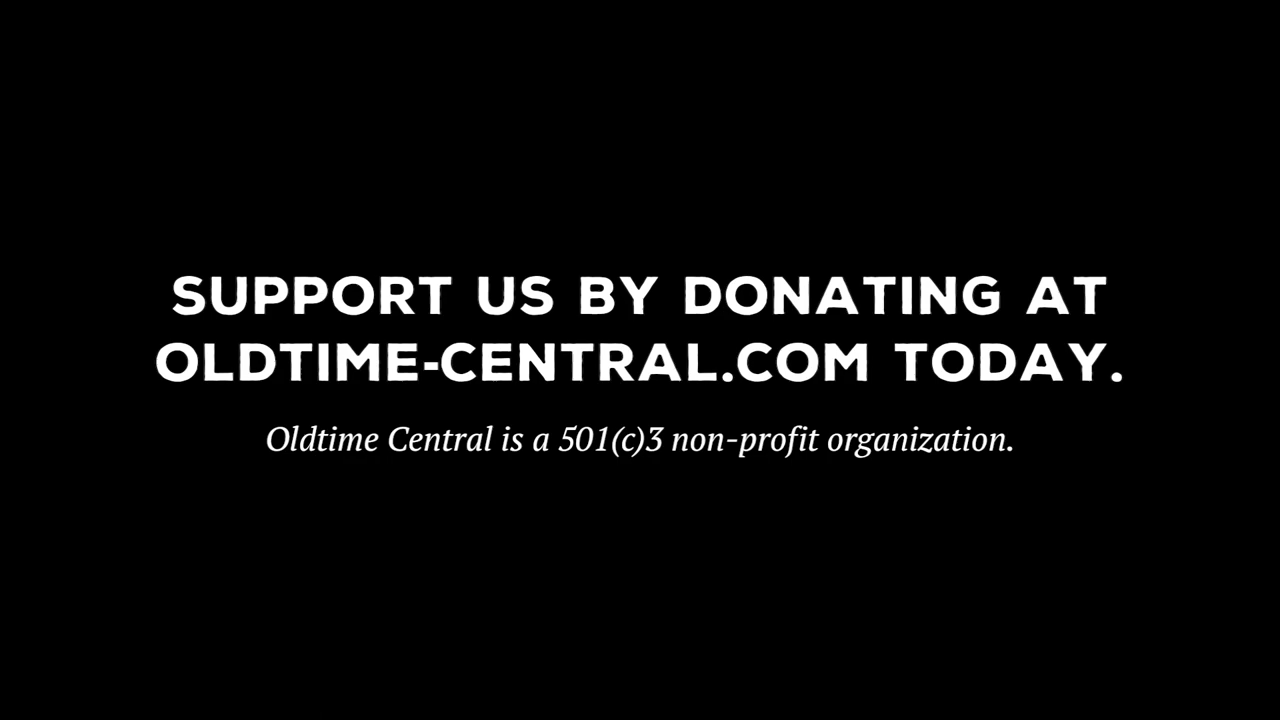 SUPPORT US BY DONATING AT
OLDTIME-CENTRAL.COM TODAY.
Oldtime Central is a 501(c)3 non-profit organization.